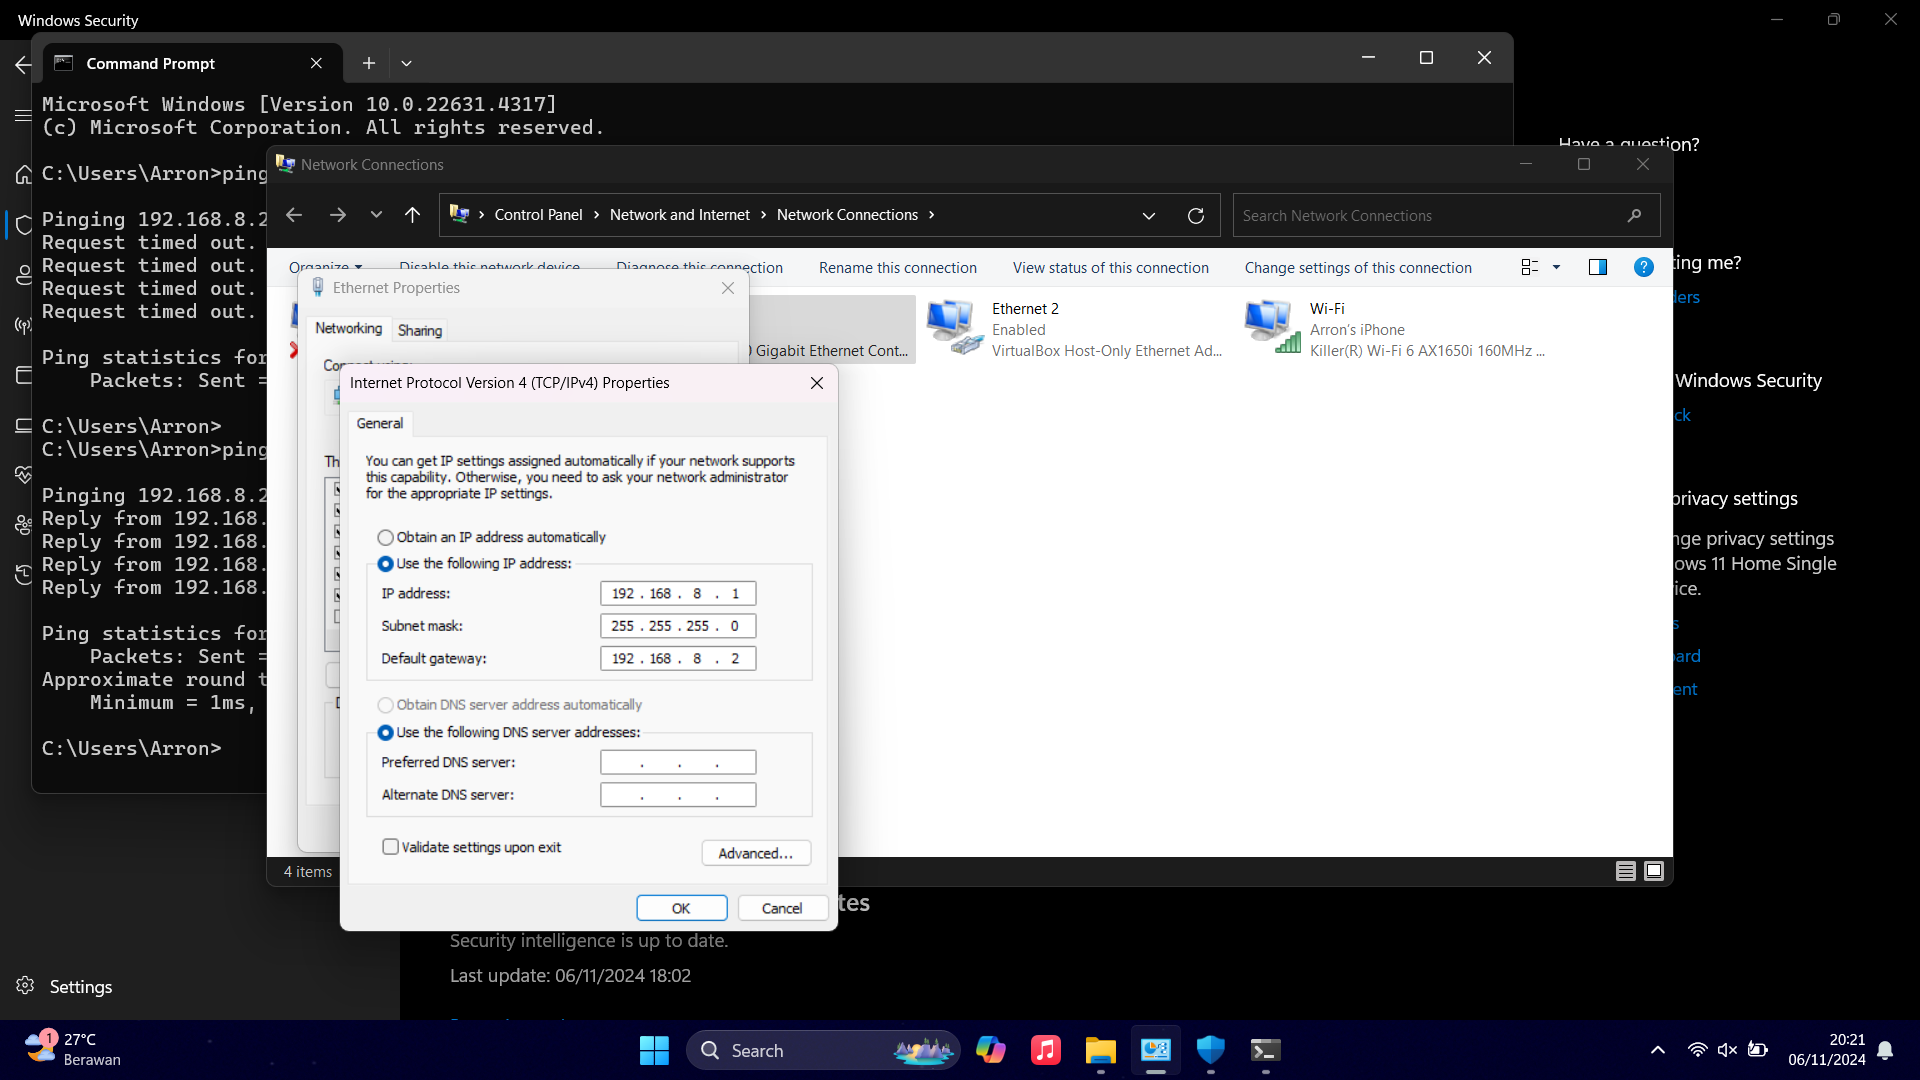 Windows Security
Command Prompt
Microsoft Windows [Version 10.0.22631.4317]
(c) Microsoft Corporation. All rights reserved.
C:\Users\Arron>ping
Pinging 192.168.8.2
Request timed out.
Request timed out.
Request timed out.
Request timed out.
Ping statistics for
Packets: Sent =
C:\Users\Arron>
C:\Users\Arron>ping
Pinging 192.168.8.2
Reply from 192.168.
Reply from 192.168.
Reply from 192.168.
Reply from 192.168.
Ping statistics for
Packets: Sent =
Approximate round t
Minimum = 1ms,
C:\Users\Arron>
Network Connections
Control Panel > Network and Internet > Network Connections >
Search Network Connections
Organize
Disable this network device
Diagnose this connection
Rename this connection
View status of this connection
Change settings of this connection
Gigabit Ethernet Cont...
Ethernet 2
Enabled
VirtualBox Host-Only Ethernet Ad...
Wi-Fi
Arron's iPhone
Killer(R) Wi-Fi 6 AX1650i 160MHz ...
4 items
Ethernet Properties
Networking
Sharing
Connect using:
Th
Internet Protocol Version 4 (TCP/IPv4) Properties
General
You can get IP settings assigned automatically if your network supports
this capability. Otherwise, you need to ask your network administrator
for the appropriate IP settings.
Obtain an IP address automatically
Use the following IP address:
IP address: 192 . 168 . 8 . 1
Subnet mask: 255 . 255 . 255 . 0
Default gateway: 192 . 168 . 8 . 2
Obtain DNS server address automatically
Use the following DNS server addresses:
Preferred DNS server: . . .
Alternate DNS server: . . .
Validate settings upon exit
Advanced...
OK
Cancel
Have a question?
ting me?
ders
Windows Security
ck
privacy settings
nge privacy settings
ows 11 Home Single
ice.
s
ard
ent
tes
Security intelligence is up to date.
Last update: 06/11/2024 18:02
Settings
1
27°C
Berawan
Search
20:21
06/11/2024